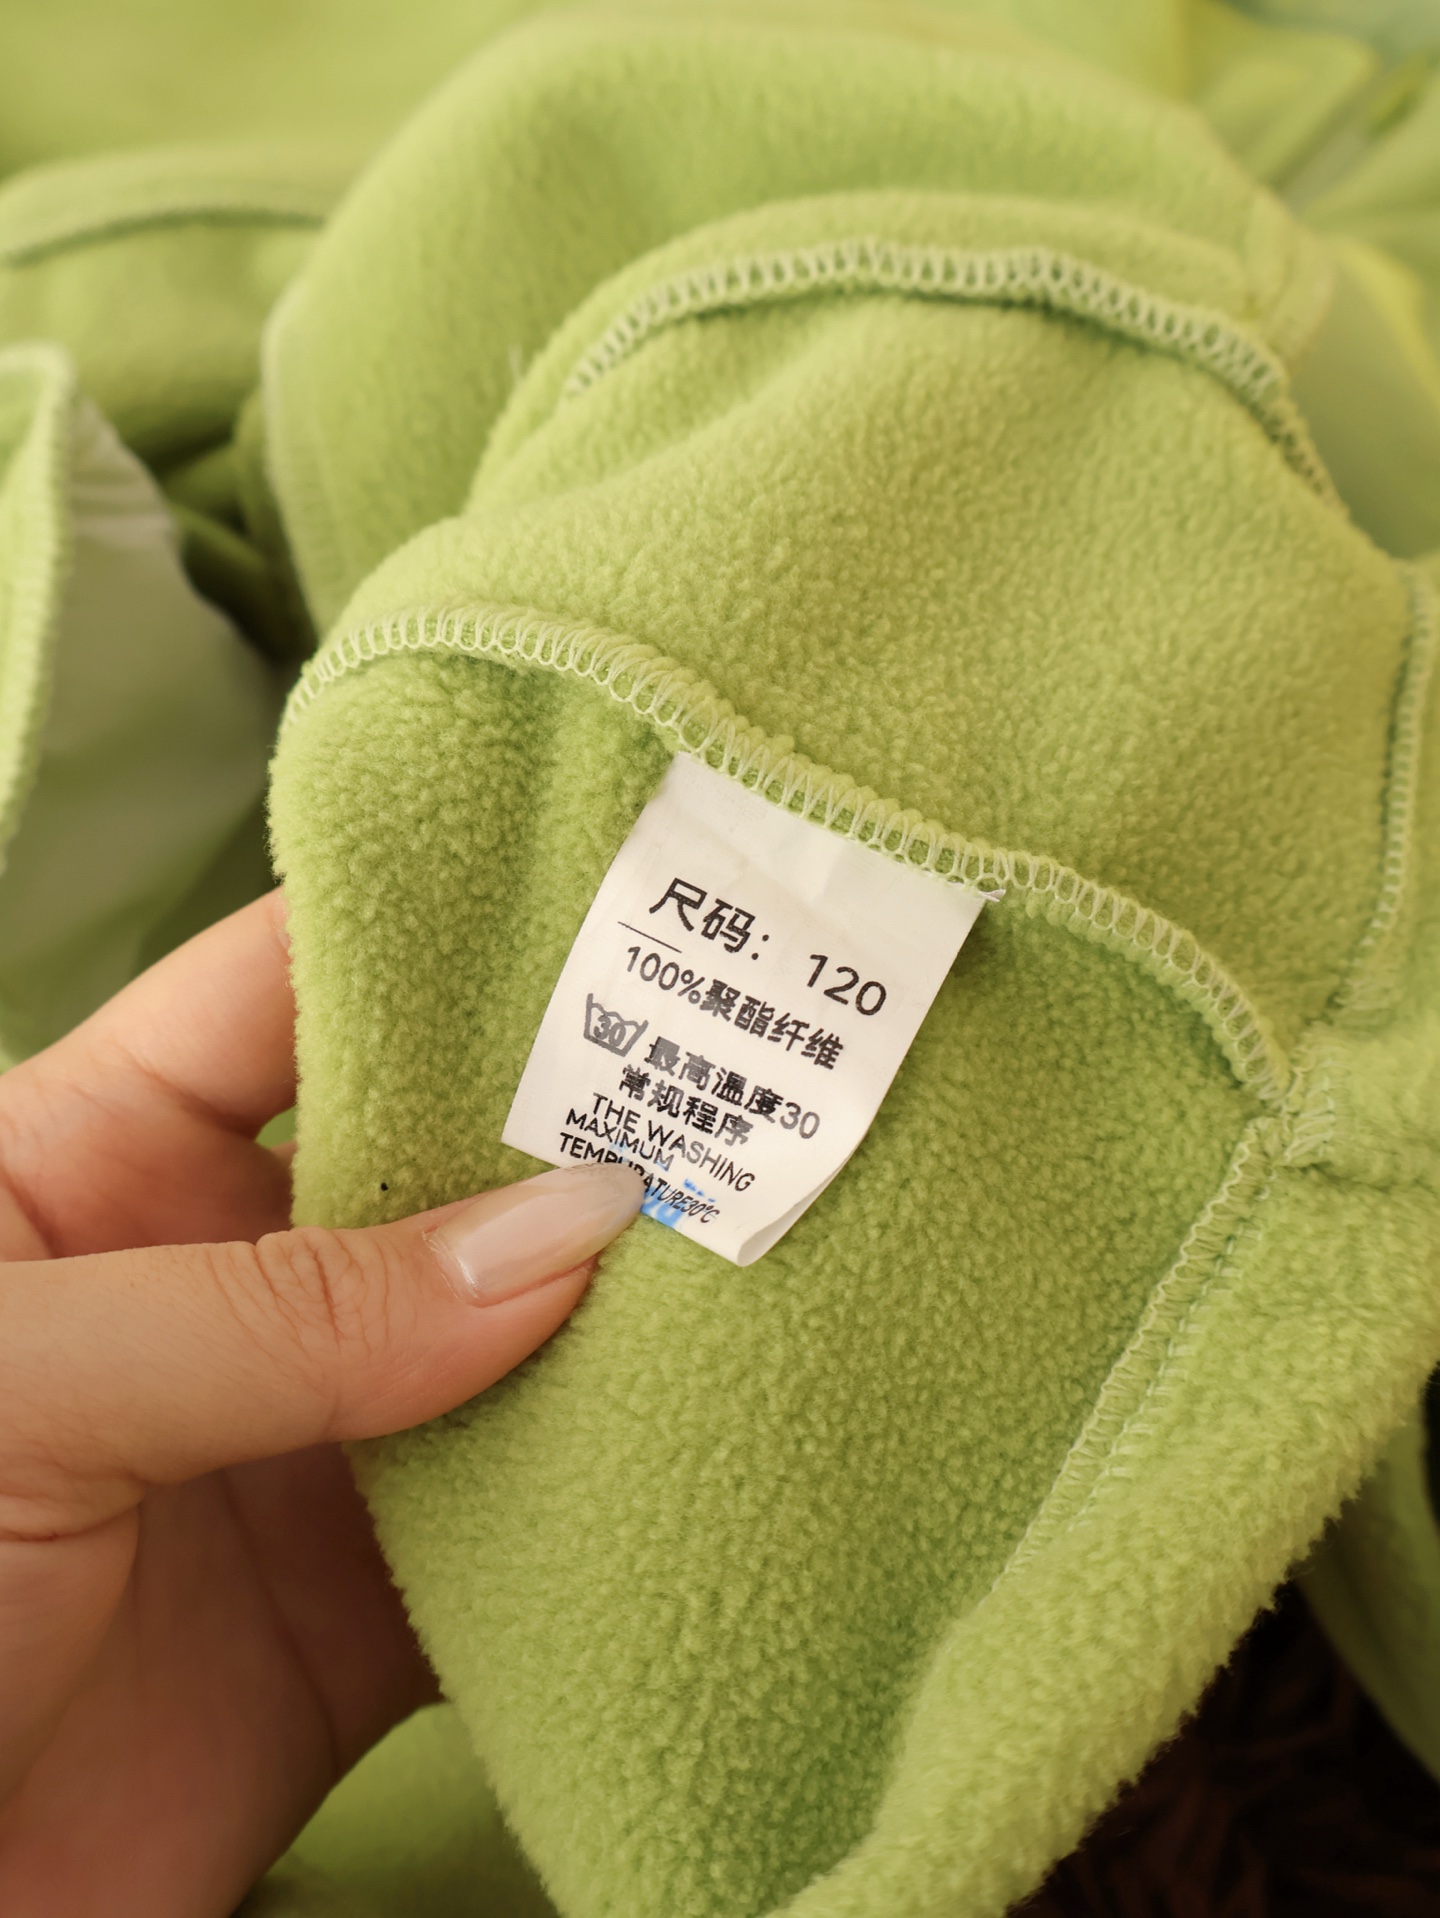 尺码： 120
100%聚酯纤维
30 最高温度30
常规程序
THE WASHING
MAXIMUM
TEMPURATURE30°C